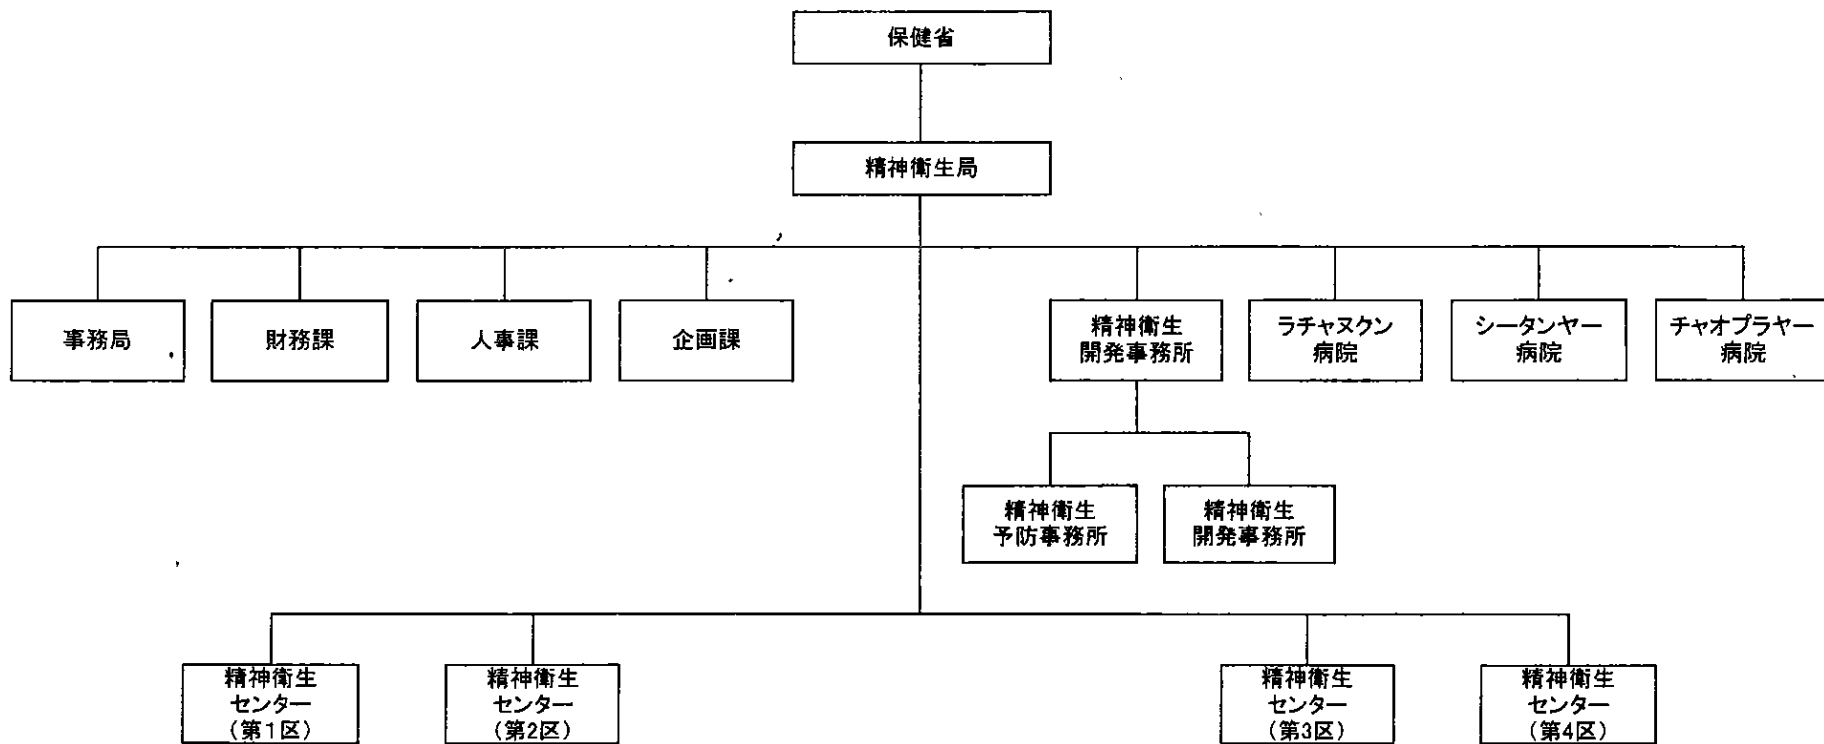 保健省
精神衛生局
事務局
財務課
人事課
企画課
精神衛生
開発事務所
ラチャヌクン
病院
シータンヤー
病院
チャオプラヤー
病院
精神衛生
予防事務所
精神衛生
開発事務所
精神衛生
センター
(第1区)
精神衛生
センター
(第2区)
精神衛生
センター
(第3区)
精神衛生
センター
(第4区)